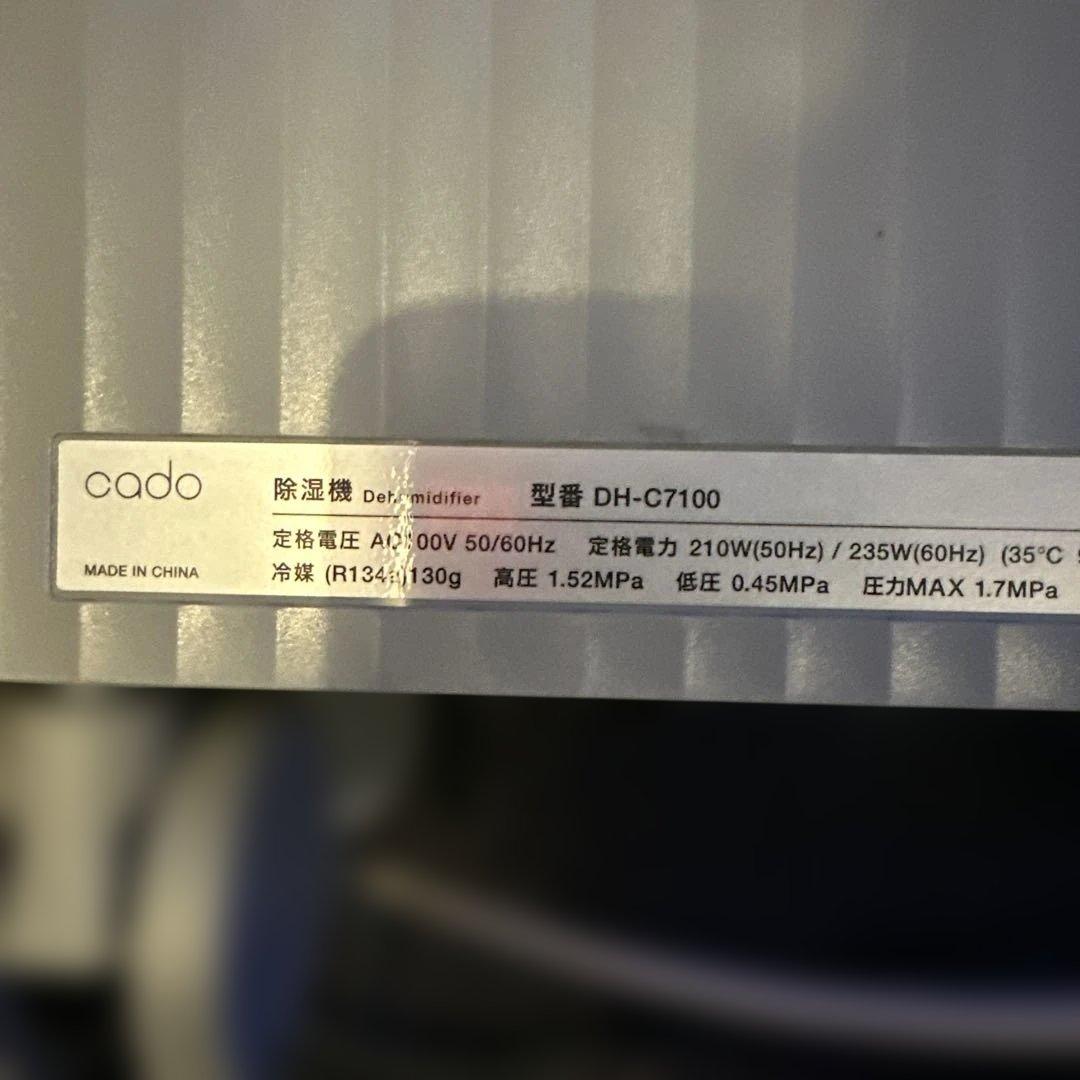 cado
除湿機 Dehumidifier 型番 DH-C7100
定格電圧 AC100V 50/60Hz 定格電力 210W(50Hz) / 235W(60Hz) (35℃
冷媒 (R134a)130g 高圧 1.52MPa 低圧 0.45MPa 圧力MAX 1.7MPa
MADE IN CHINA